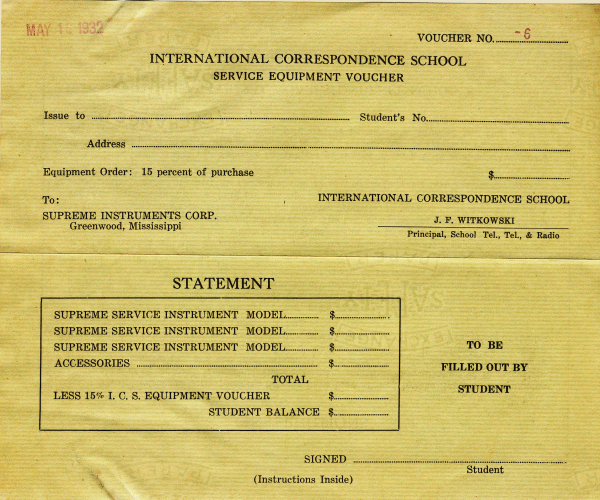 MAY 1 1932
VOUCHER NO. -6
INTERNATIONAL CORRESPONDENCE SCHOOL
SERVICE EQUIPMENT VOUCHER
Issue to Student's No.
Address
Equipment Order: 15 percent of purchase $
To: INTERNATIONAL CORRESPONDENCE SCHOOL
SUPREME INSTRUMENTS CORP.
Greenwood, Mississippi
J. F. WITKOWSKI
Principal, School Tel., Tel., & Radio
STATEMENT
SUPREME SERVICE INSTRUMENT MODEL $
SUPREME SERVICE INSTRUMENT MODEL $
SUPREME SERVICE INSTRUMENT MODEL $
ACCESSORIES $
TOTAL
LESS 15% I. C. S. EQUIPMENT VOUCHER $
STUDENT BALANCE $
TO BE
FILLED OUT BY
STUDENT
SIGNED
Student
(Instructions Inside)